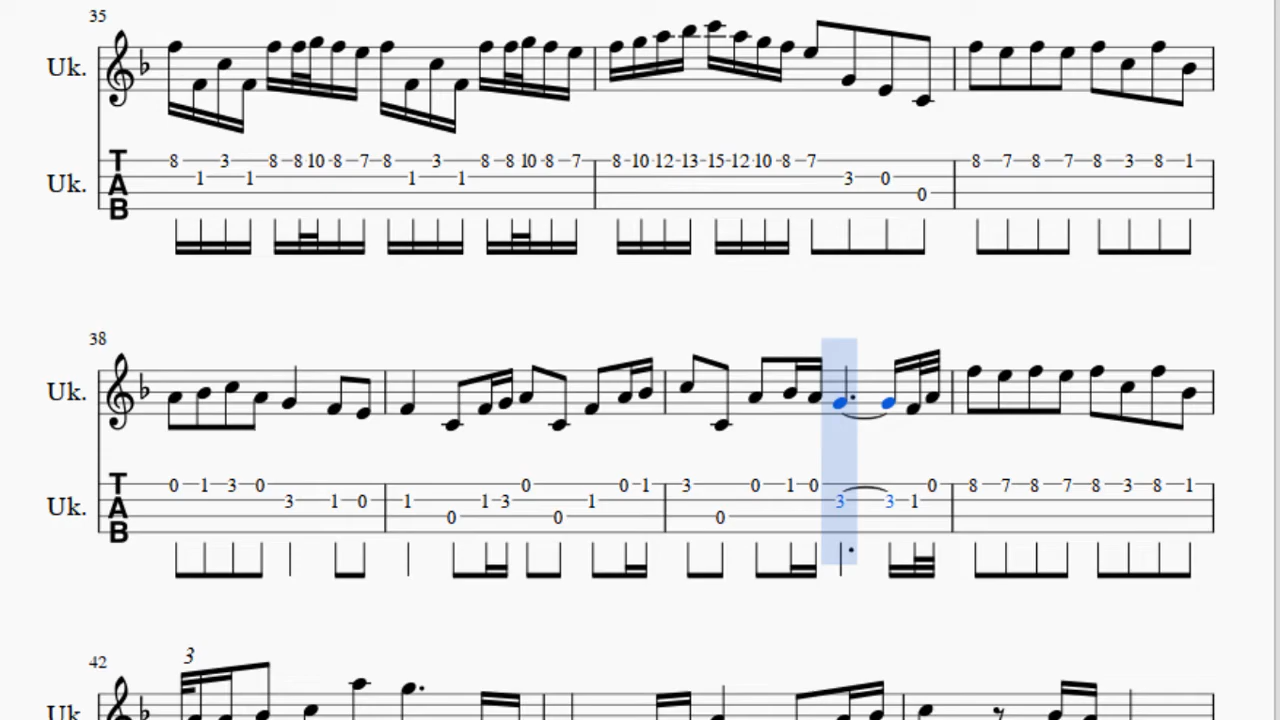 35
Uk.
Uk.
TAB
8 1 3 1 8 8 10 8 7 8 1 3 1 8 8 10 8 7 8 10 12 13 15 12 10 8 7 3 0 0 8 7 8 7 8 3 8 1
38
Uk.
Uk.
TAB
0 1 3 0 3 1 0 1 0 1 3 0 0 1 0 1 3 0 0 1 0 3 3 1 0 8 7 8 7 8 3 8 1
42
3
Uk.